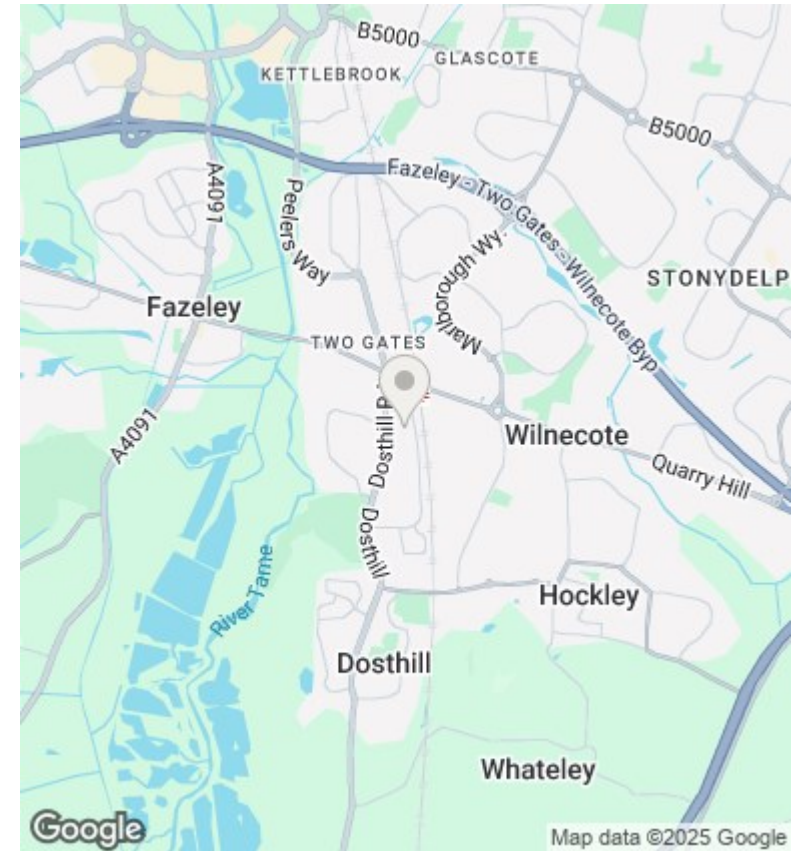 B5000
GLASCOTE
KETTLEBROOK
B5000
A4091
Peelers Way
Fazeley - Two Gates - Wilnecote Byp
Marlborough Wy.
STONYDELP
Fazeley
TWO GATES
Dosthill
Wilnecote
A4091
Quarry Hill
Dosthill
River Tame
Hockley
Dosthill
Whateley
Google
Map data ©2025 Google